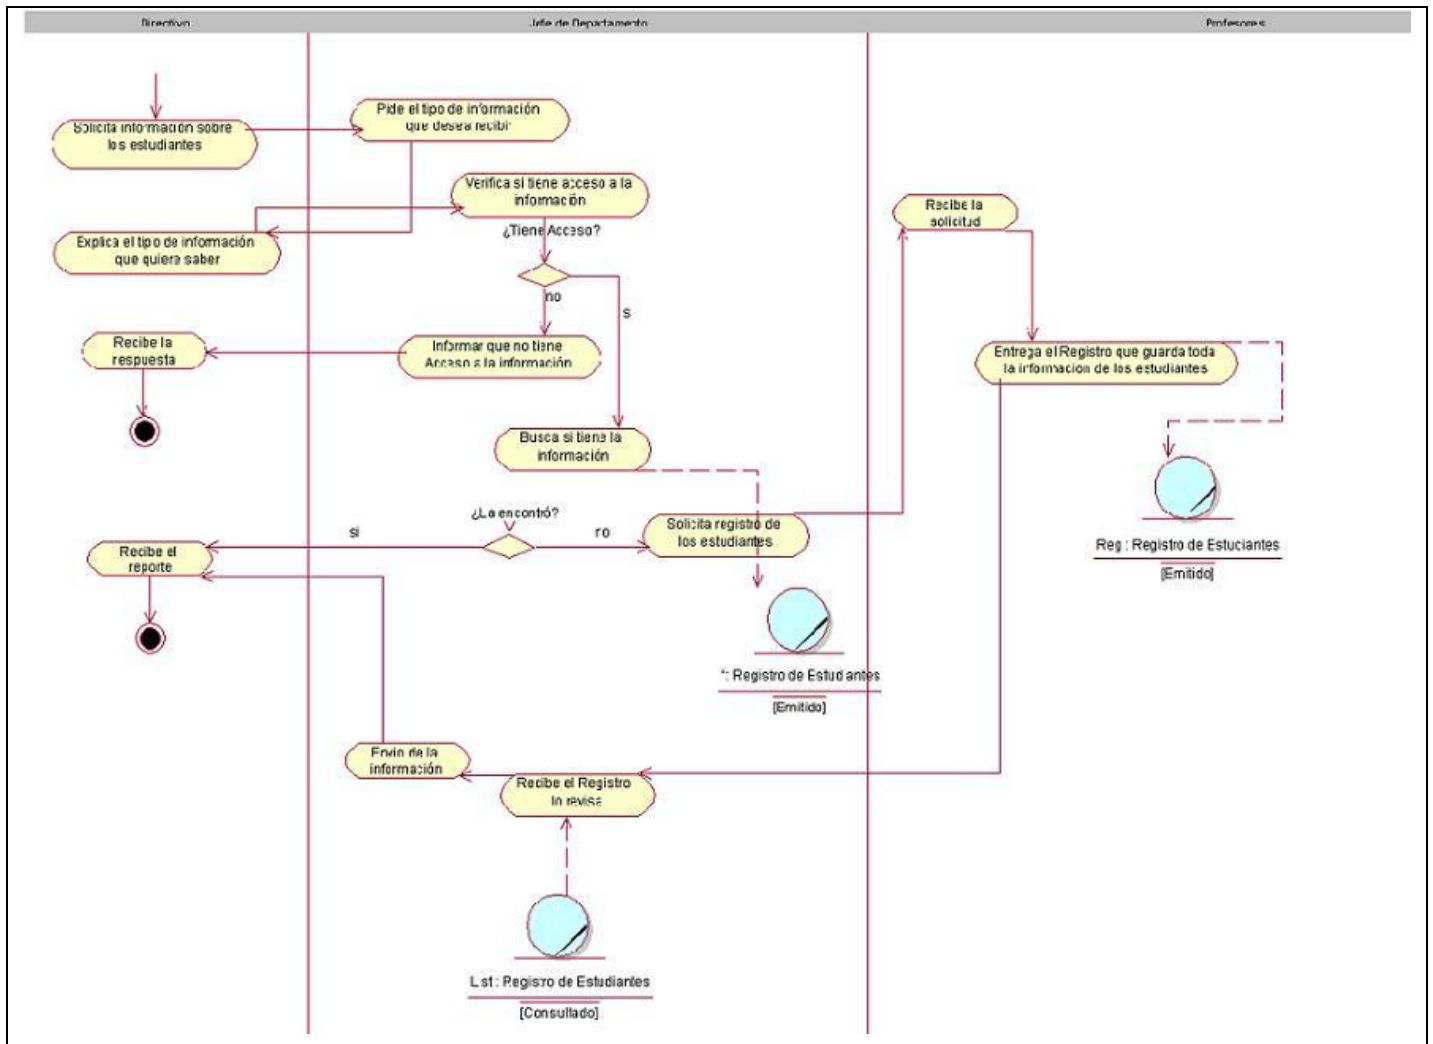 Directivo
Jefe de Departamento
Profesores
Solicita información sobre
los estudiantes
Pide el tipo de información
que desea recibir
Verifica si tiene acceso a la
información
¿Tiene Acceso?
Explica el tipo de información
que quiere saber
no
s
Recibe la
solicitud
Recibe la
respuesta
Informar que no tiene
Acceso a la información
Entrega el Registro que guarda toda
la informacion de los estudiantes
Busca si tiene la
información
¿La encontró?
si
no
Solicita registro de
los estudiantes
Recibe el
reporte
Reg : Registro de Estudiantes
[Emitido]
: Registro de Estudiantes
[Emitido]
Envio de la
información
Recibe el Registro
lo revisa
: Registro de Estudiantes
[Consultado]